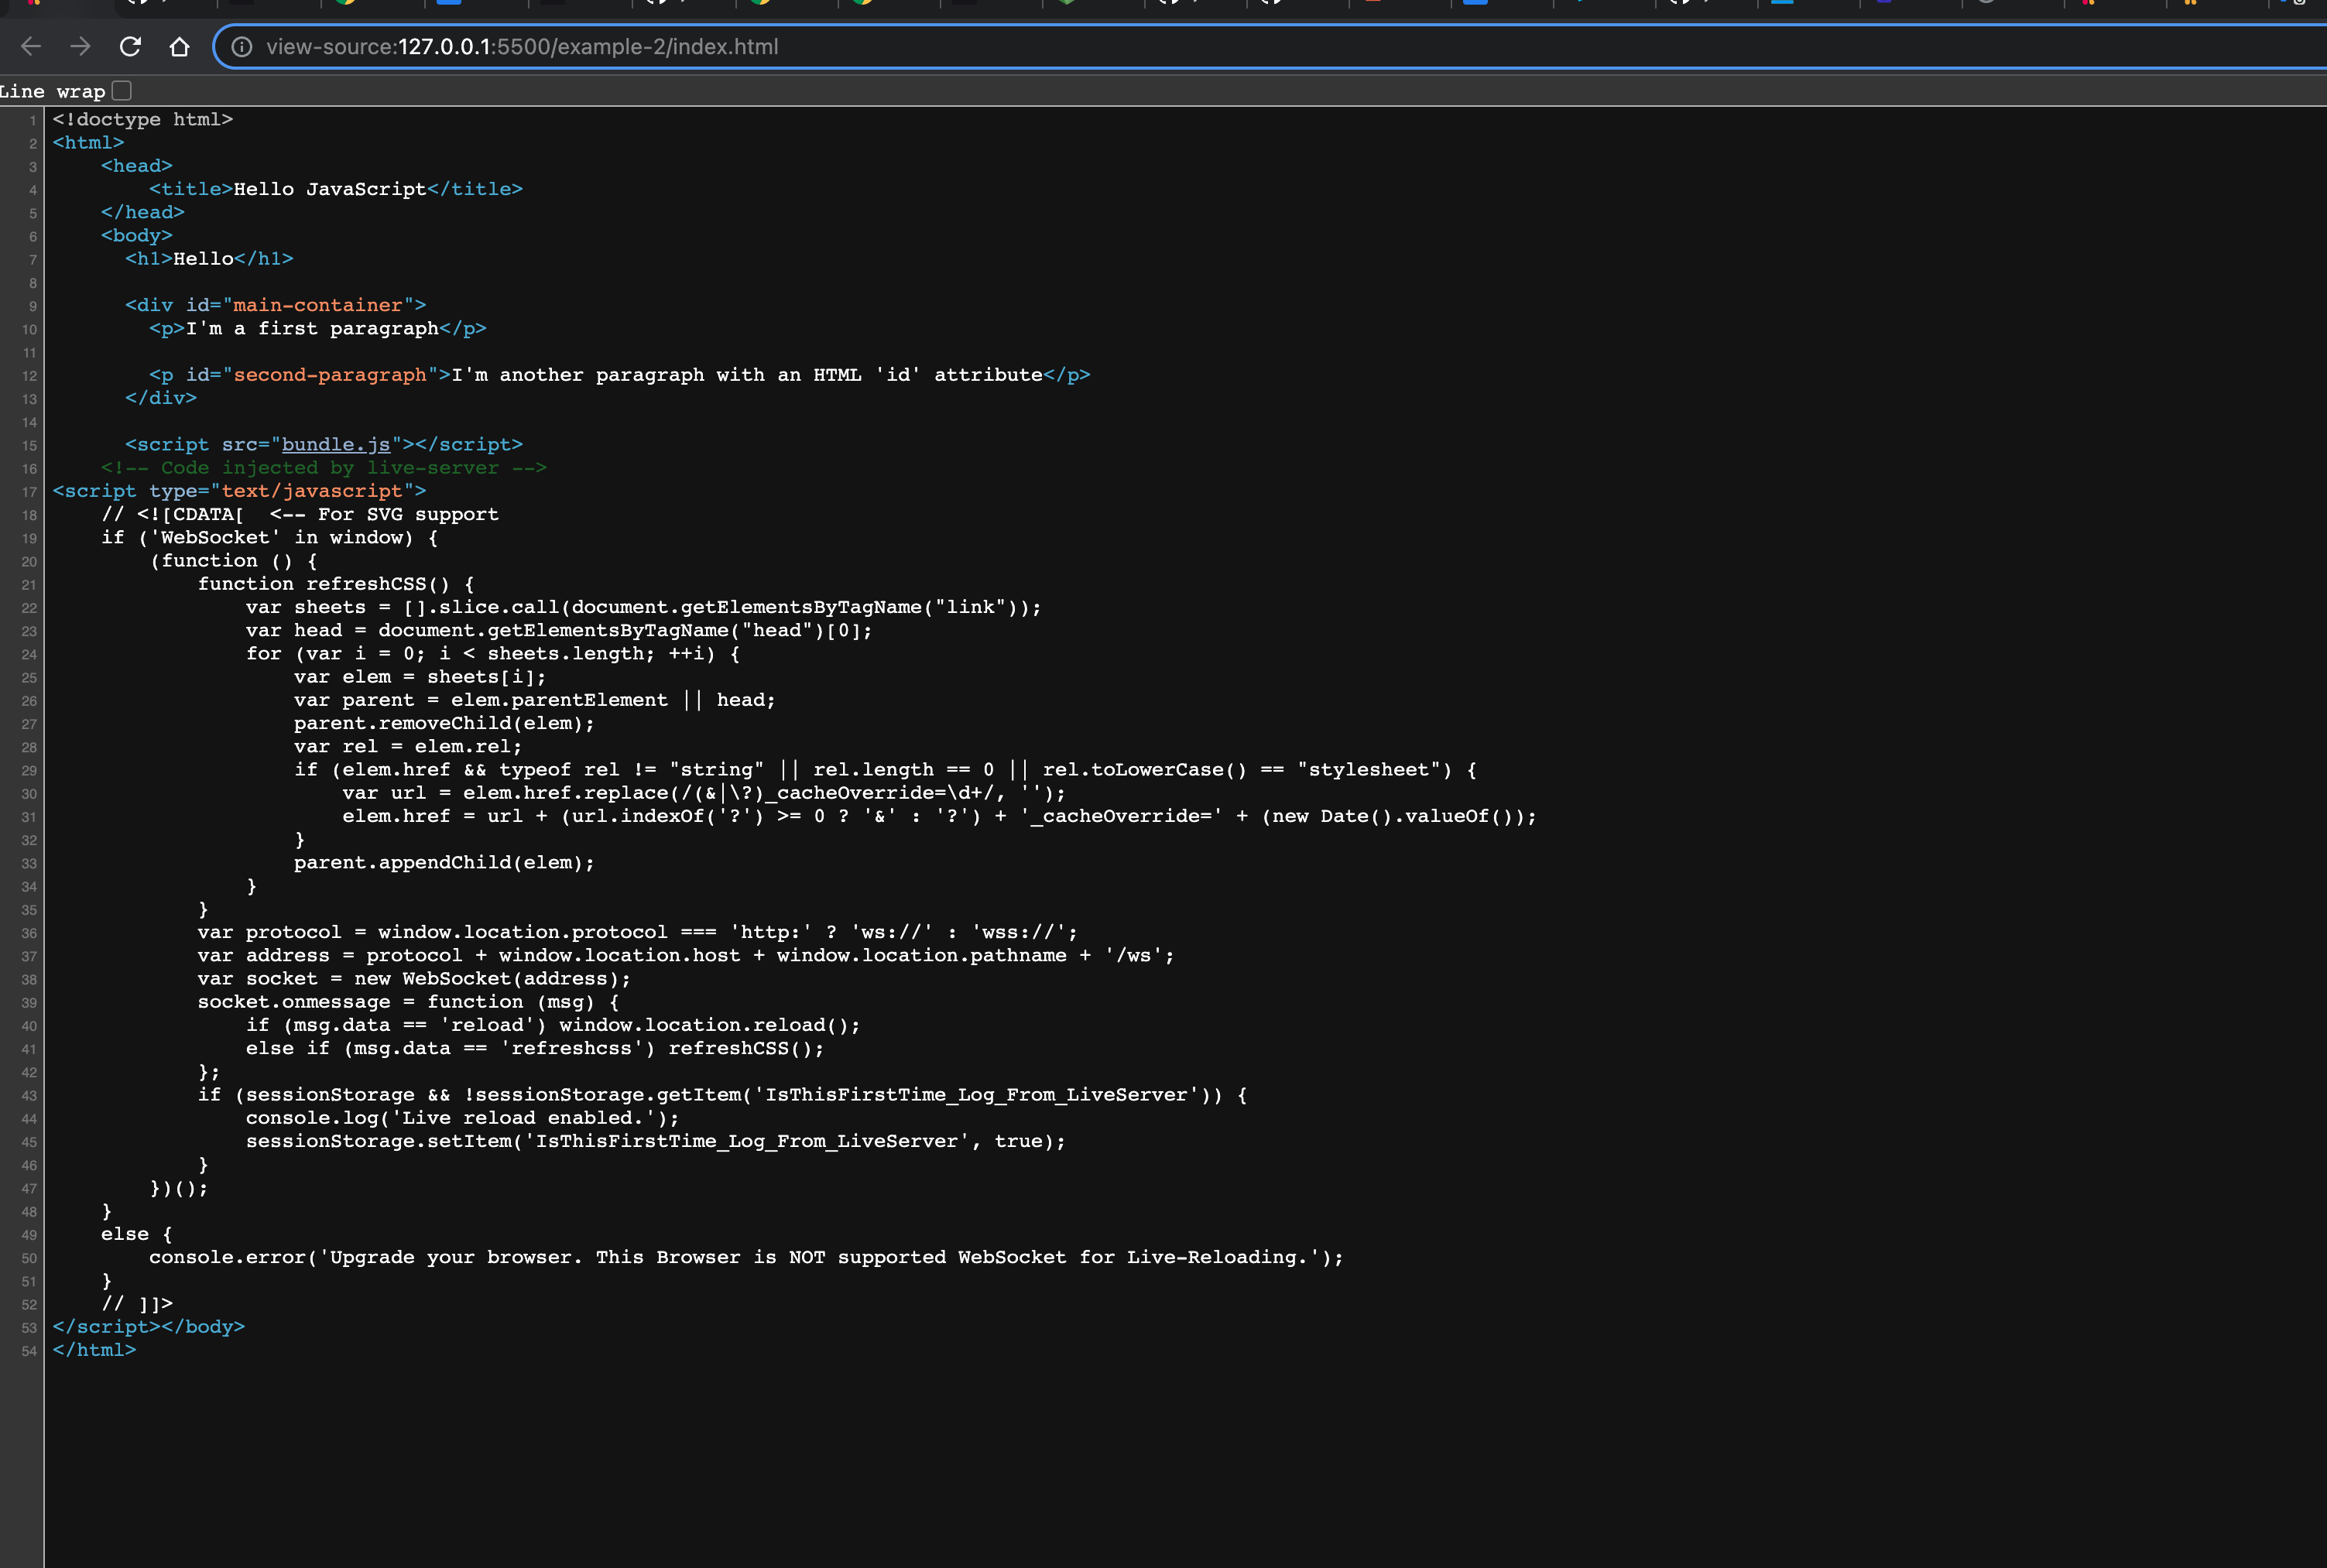 view-source:127.0.0.1:5500/example-2/index.html
Line wrap
1 <!doctype html>
2 <html>
3     <head>
4         <title>Hello JavaScript</title>
5     </head>
6     <body>
7       <h1>Hello</h1>
8
9       <div id="main-container">
10         <p>I'm a first paragraph</p>
11
12         <p id="second-paragraph">I'm another paragraph with an HTML 'id' attribute</p>
13       </div>
14
15       <script src="bundle.js"></script>
16     <!-- Code injected by live-server -->
17 <script type="text/javascript">
18     // <![CDATA[  <-- For SVG support
19     if ('WebSocket' in window) {
20         (function () {
21             function refreshCSS() {
22                 var sheets = [].slice.call(document.getElementsByTagName("link"));
23                 var head = document.getElementsByTagName("head")[0];
24                 for (var i = 0; i < sheets.length; ++i) {
25                     var elem = sheets[i];
26                     var parent = elem.parentElement || head;
27                     parent.removeChild(elem);
28                     var rel = elem.rel;
29                     if (elem.href && typeof rel != "string" || rel.length == 0 || rel.toLowerCase() == "stylesheet") {
30                         var url = elem.href.replace(/(&|\?)_cacheOverride=\d+/, '');
31                         elem.href = url + (url.indexOf('?') >= 0 ? '&' : '?') + '_cacheOverride=' + (new Date().valueOf());
32                     }
33                     parent.appendChild(elem);
34                 }
35             }
36             var protocol = window.location.protocol === 'http:' ? 'ws://' : 'wss://';
37             var address = protocol + window.location.host + window.location.pathname + '/ws';
38             var socket = new WebSocket(address);
39             socket.onmessage = function (msg) {
40                 if (msg.data == 'reload') window.location.reload();
41                 else if (msg.data == 'refreshcss') refreshCSS();
42             };
43             if (sessionStorage && !sessionStorage.getItem('IsThisFirstTime_Log_From_LiveServer')) {
44                 console.log('Live reload enabled.');
45                 sessionStorage.setItem('IsThisFirstTime_Log_From_LiveServer', true);
46             }
47         })();
48     }
49     else {
50         console.error('Upgrade your browser. This Browser is NOT supported WebSocket for Live-Reloading.');
51     }
52     // ]]>
53 </script></body>
54 </html>